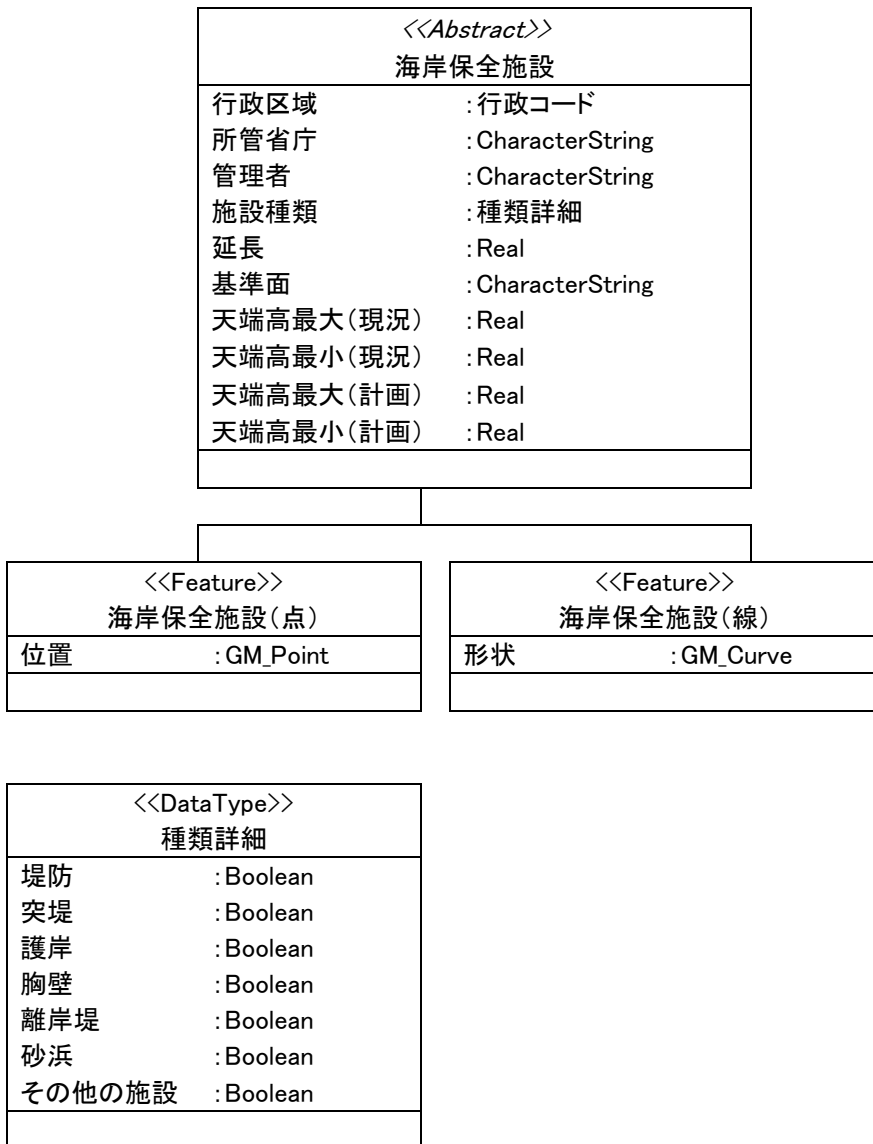 <<Abstract>>
海岸保全施設
行政区域 :行政コード
所管省庁 :CharacterString
管理者 :CharacterString
施設種類 :種類詳細
延長 :Real
基準面 :CharacterString
天端高最大(現況) :Real
天端高最小(現況) :Real
天端高最大(計画) :Real
天端高最小(計画) :Real
<<Feature>>
海岸保全施設(点)
位置 :GM_Point
<<Feature>>
海岸保全施設(線)
形状 :GM_Curve
<<DataType>>
種類詳細
堤防 :Boolean
突堤 :Boolean
護岸 :Boolean
胸壁 :Boolean
離岸堤 :Boolean
砂浜 :Boolean
その他の施設 :Boolean